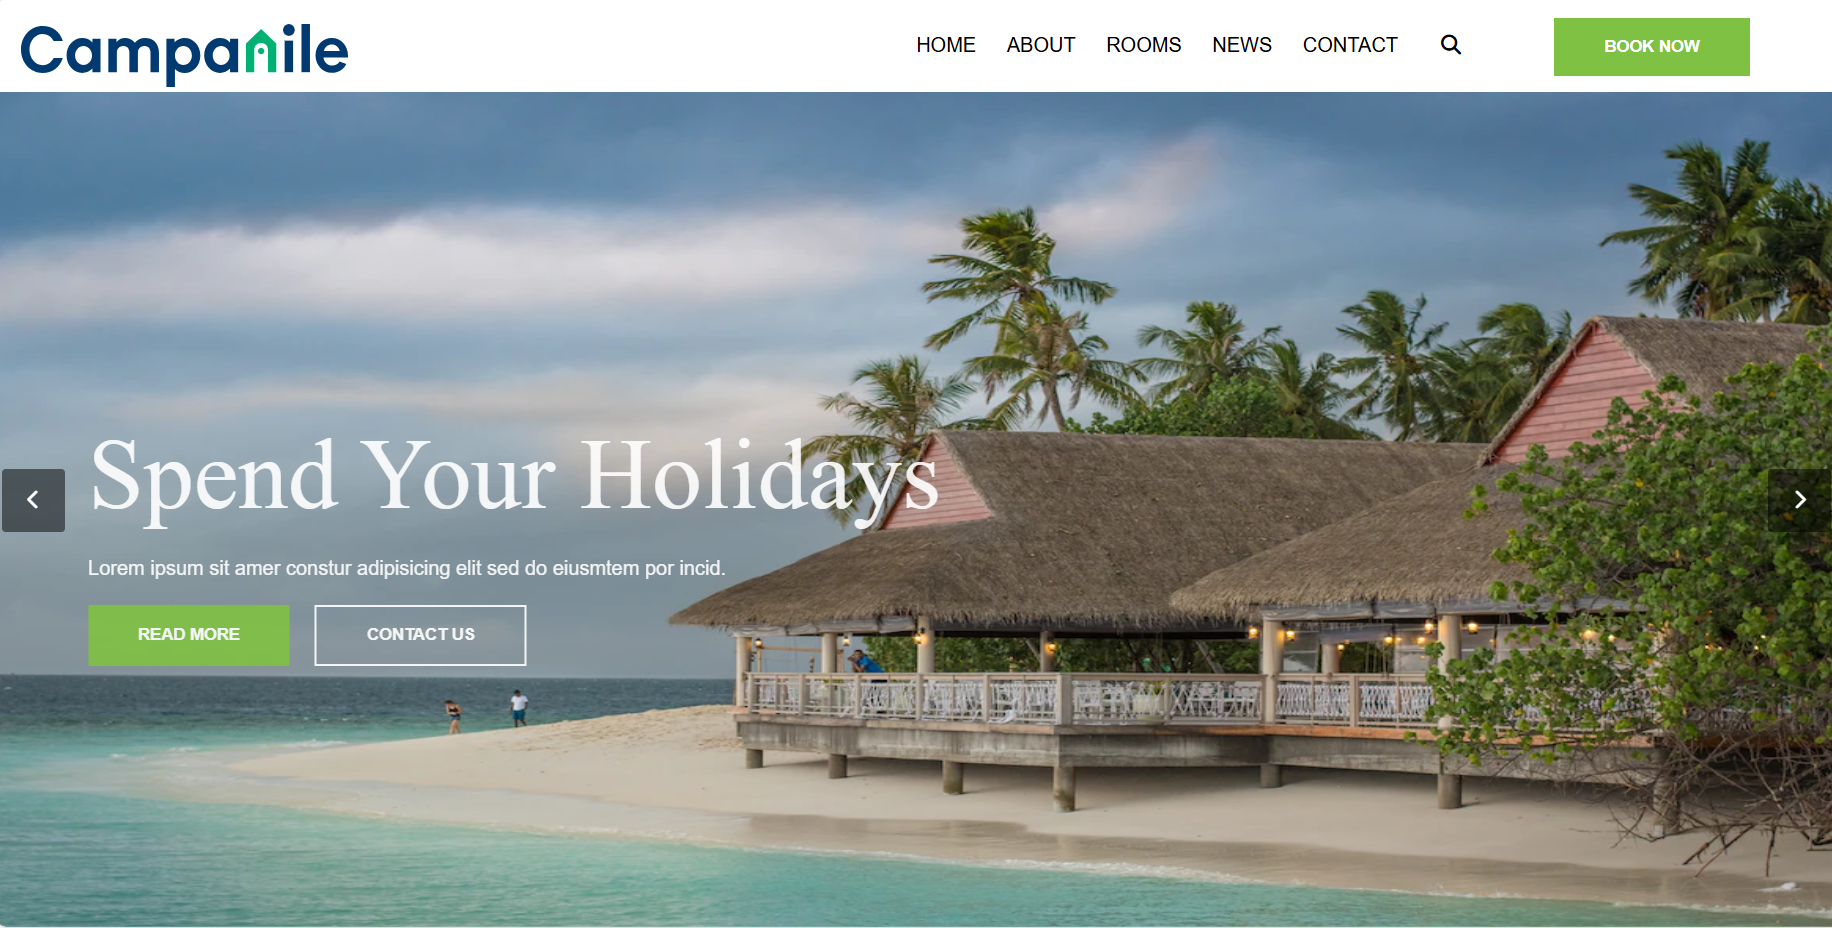 Campanile
HOME ABOUT ROOMS NEWS CONTACT BOOK NOW
Spend Your Holidays
Lorem ipsum sit amer constur adipisicing elit sed do eiusmtem por incid.
READ MORE CONTACT US